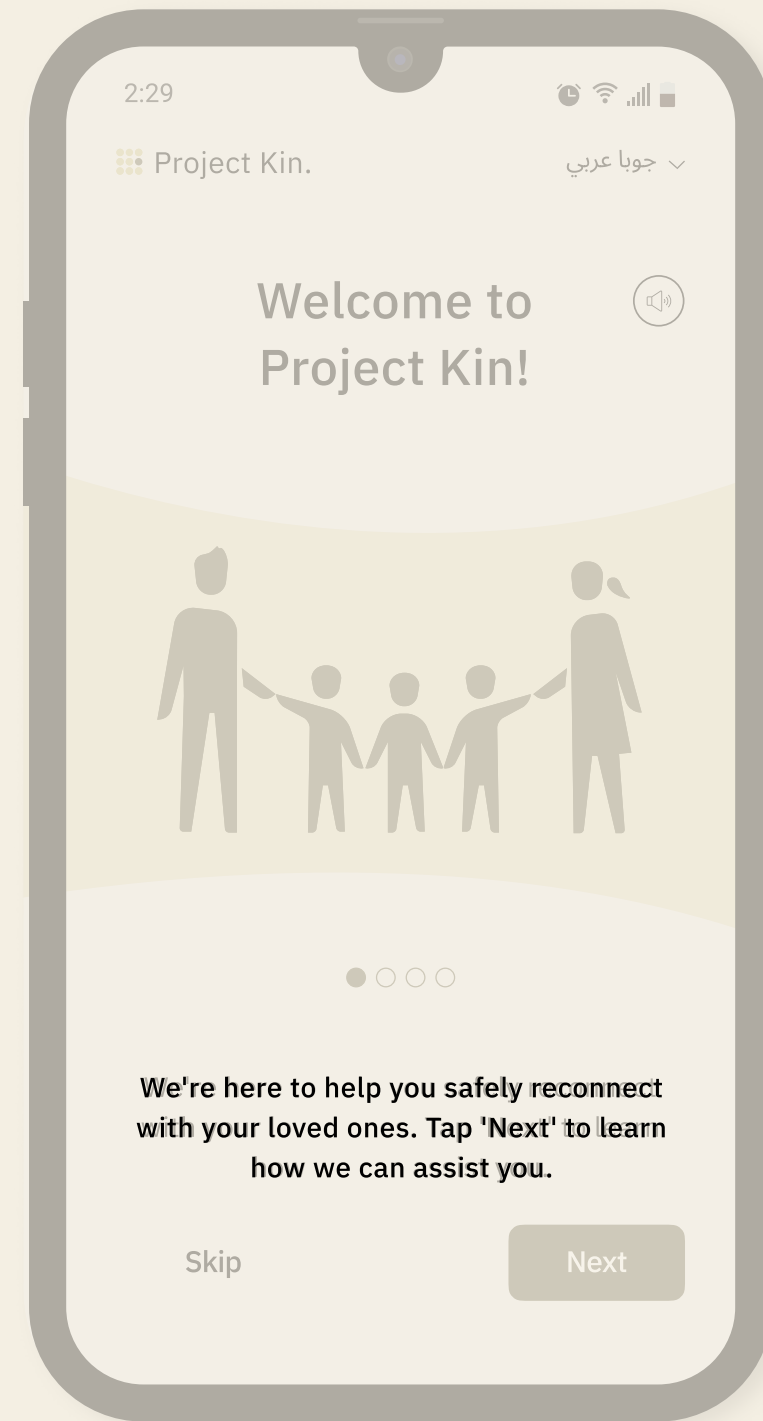 2:29
Project Kin.
جوبا عربي
Welcome to
Project Kin!
We're here to help you safely reconnect
with your loved ones. Tap 'Next' to learn
how we can assist you.
Skip
Next